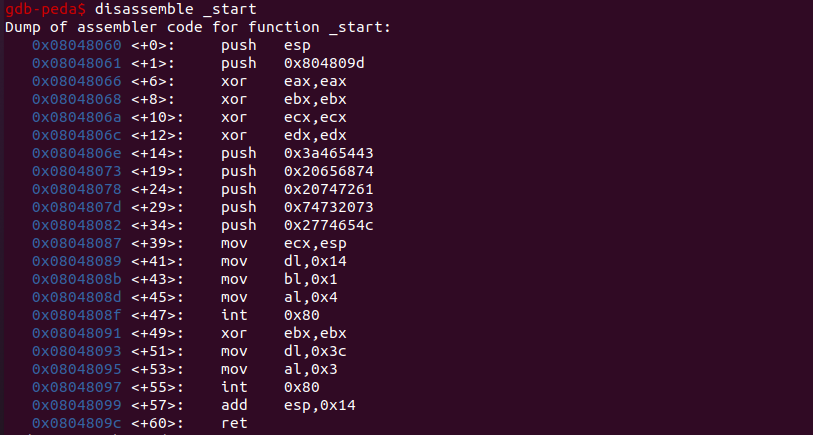 gdb-peda$ disassemble _start
Dump of assembler code for function _start:
0x08048060 <+0>: push esp
0x08048061 <+1>: push 0x804809d
0x08048066 <+6>: xor eax,eax
0x08048068 <+8>: xor ebx,ebx
0x0804806a <+10>: xor ecx,ecx
0x0804806c <+12>: xor edx,edx
0x0804806e <+14>: push 0x3a465443
0x08048073 <+19>: push 0x20656874
0x08048078 <+24>: push 0x20747261
0x0804807d <+29>: push 0x74732073
0x08048082 <+34>: push 0x2774654c
0x08048087 <+39>: mov ecx,esp
0x08048089 <+41>: mov dl,0x14
0x0804808b <+43>: mov bl,0x1
0x0804808d <+45>: mov al,0x4
0x0804808f <+47>: int 0x80
0x08048091 <+49>: xor ebx,ebx
0x08048093 <+51>: mov dl,0x3c
0x08048095 <+53>: mov al,0x3
0x08048097 <+55>: int 0x80
0x08048099 <+57>: add esp,0x14
0x0804809c <+60>: ret